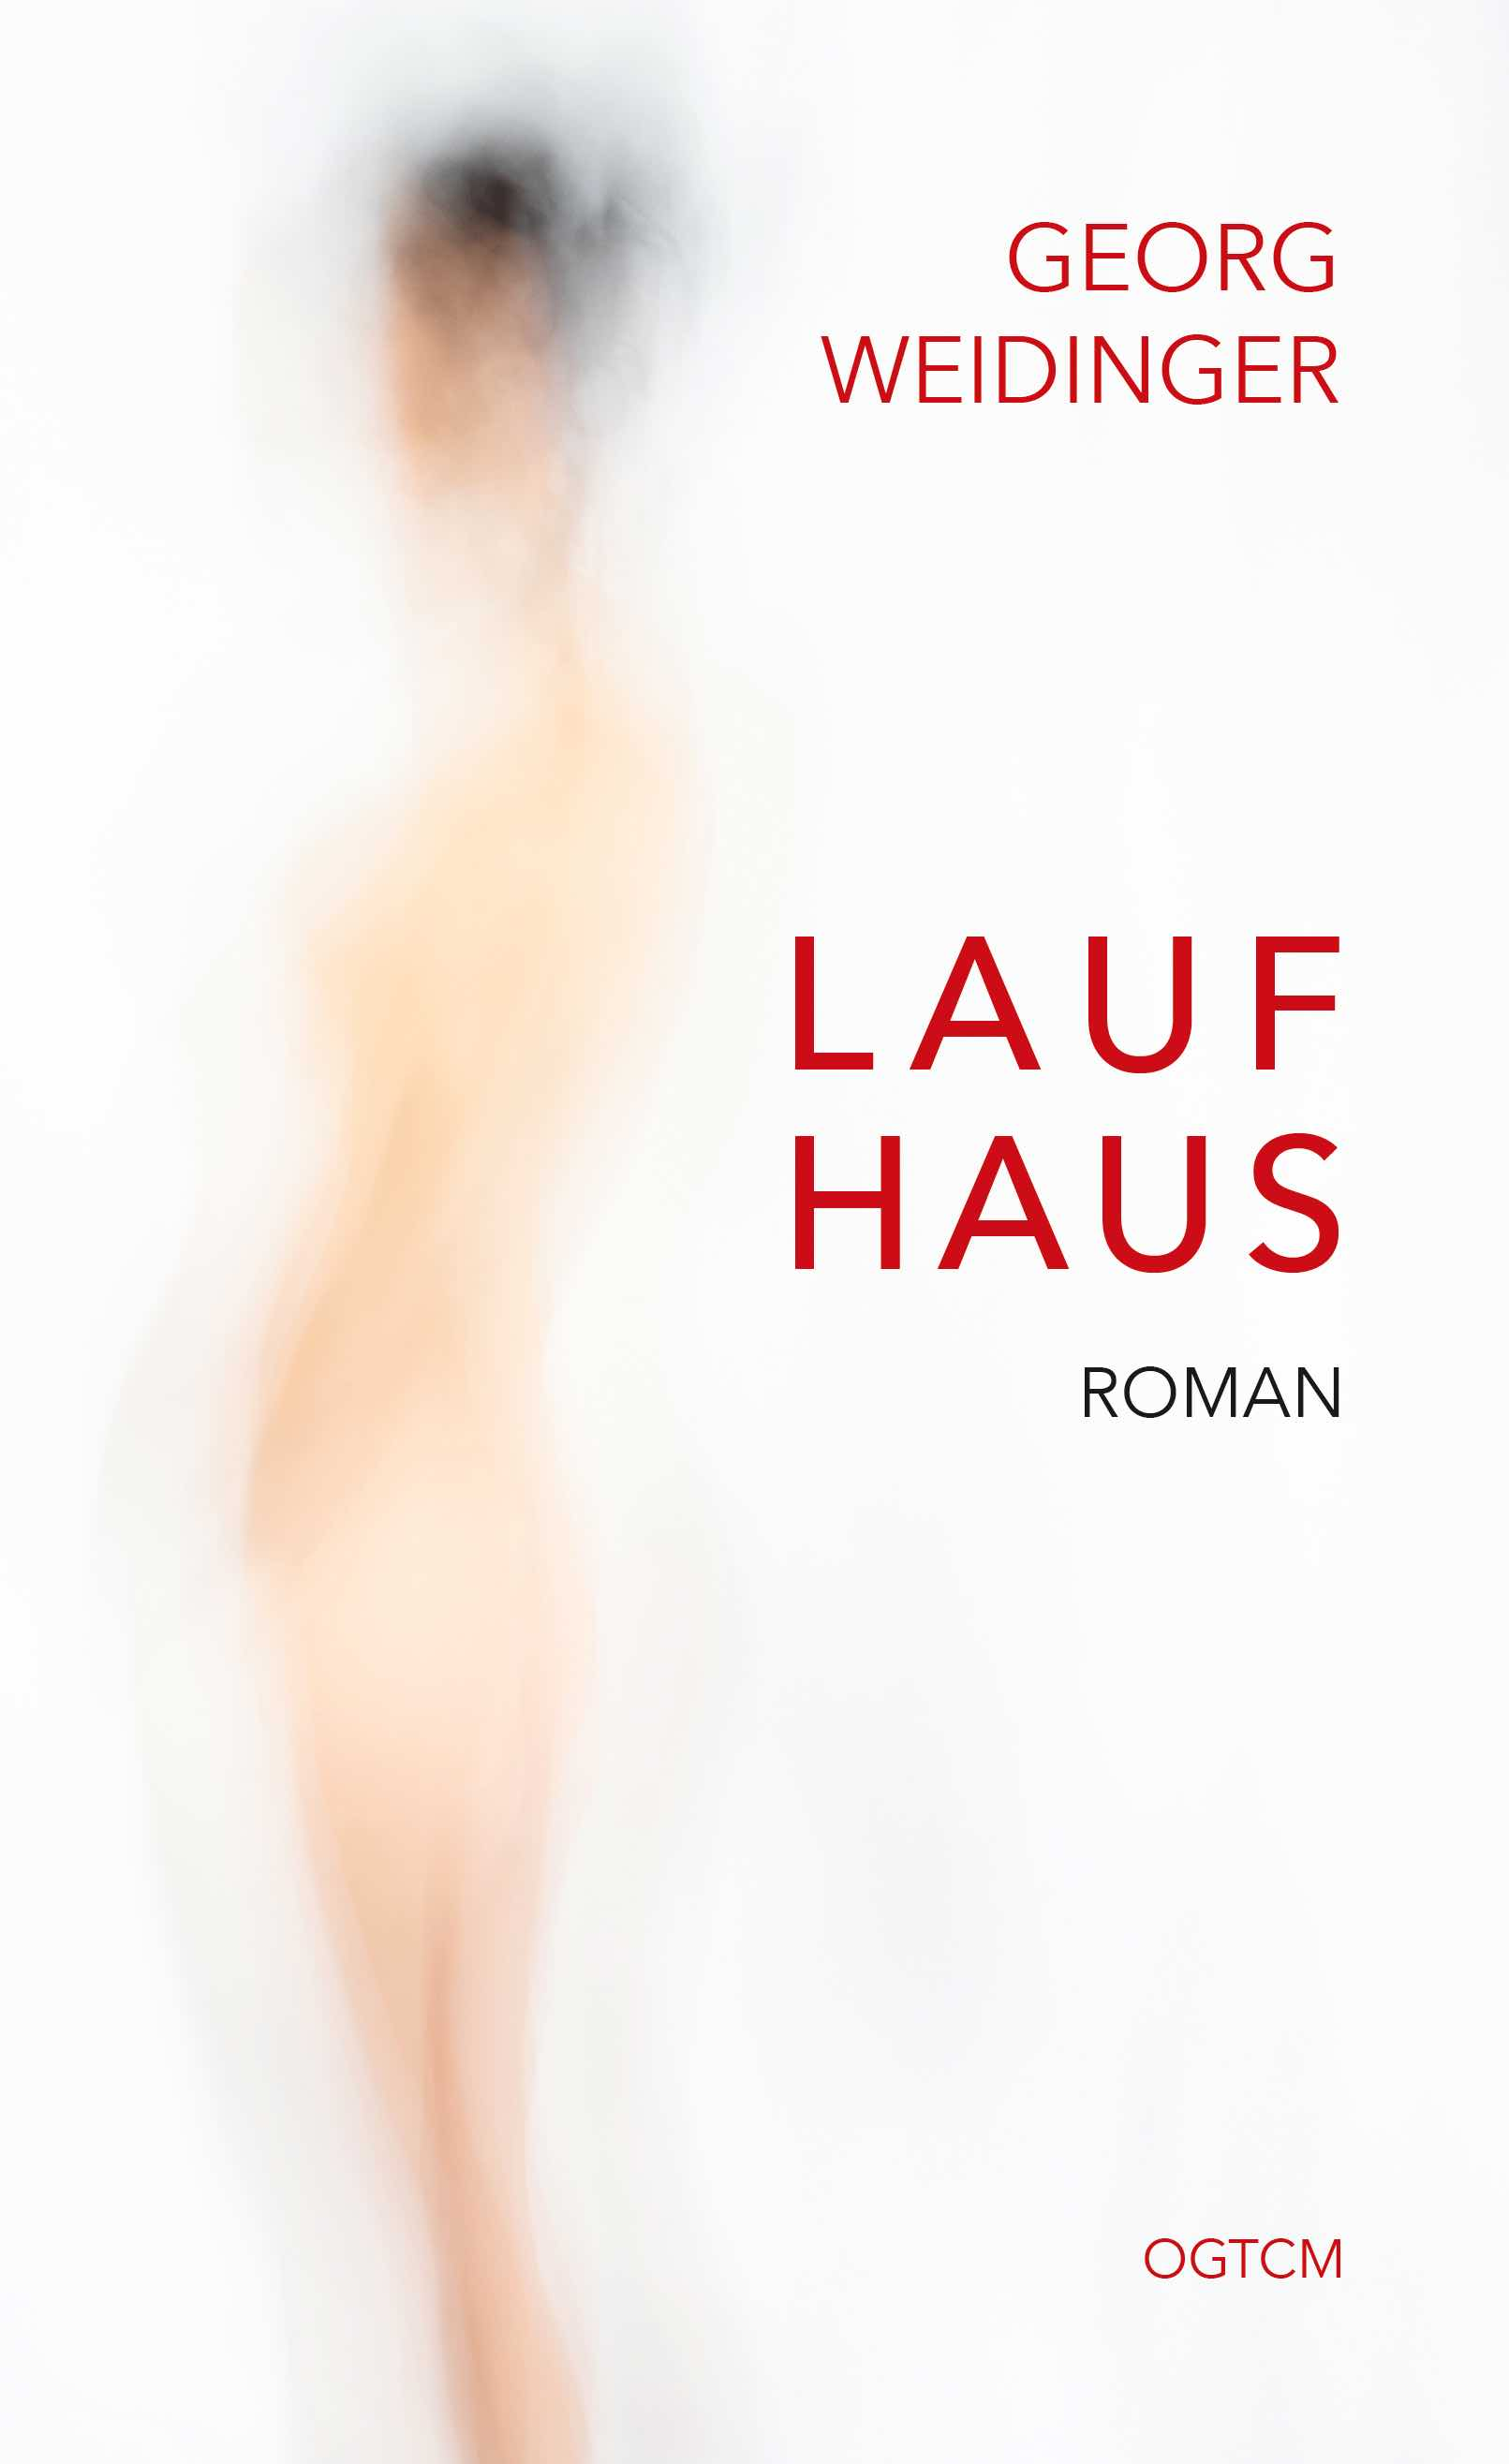 GEORG
WEIDINGER
LAUF
HAUS
ROMAN
OGTCM